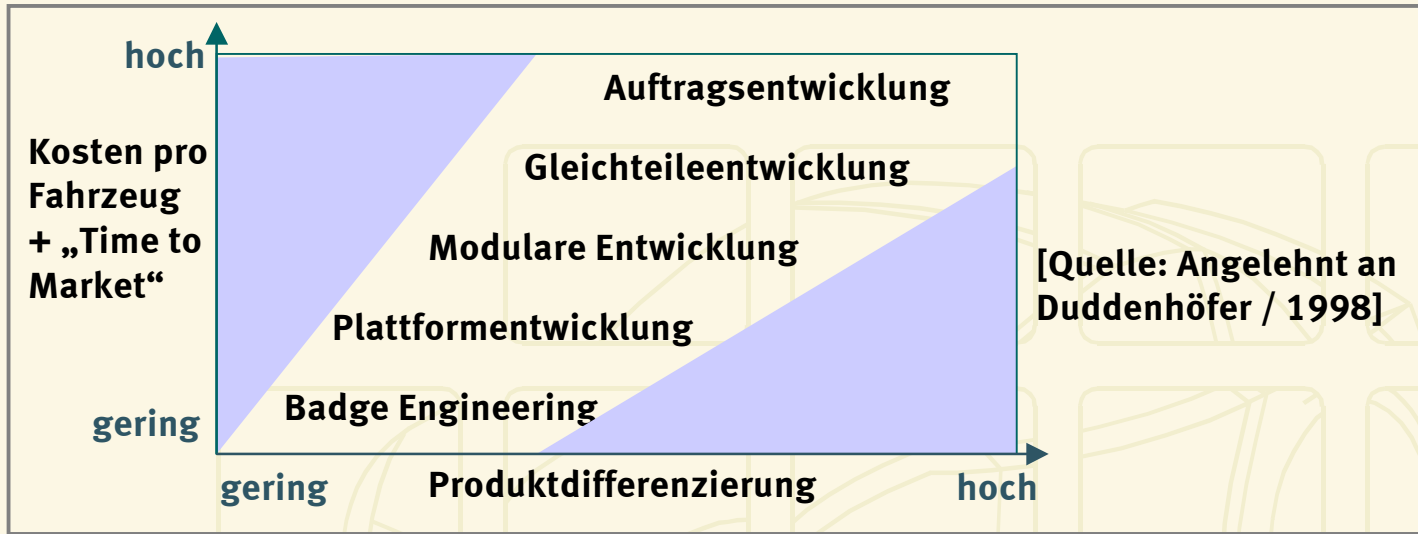 hoch
Auftragsentwicklung
Kosten pro
Fahrzeug
+ „Time to
Market“
Gleichteileentwicklung
Modulare Entwicklung
[Quelle: Angelehnt an
Duddenhöfer / 1998]
Plattformentwicklung
Badge Engineering
gering
gering
Produktdifferenzierung
hoch